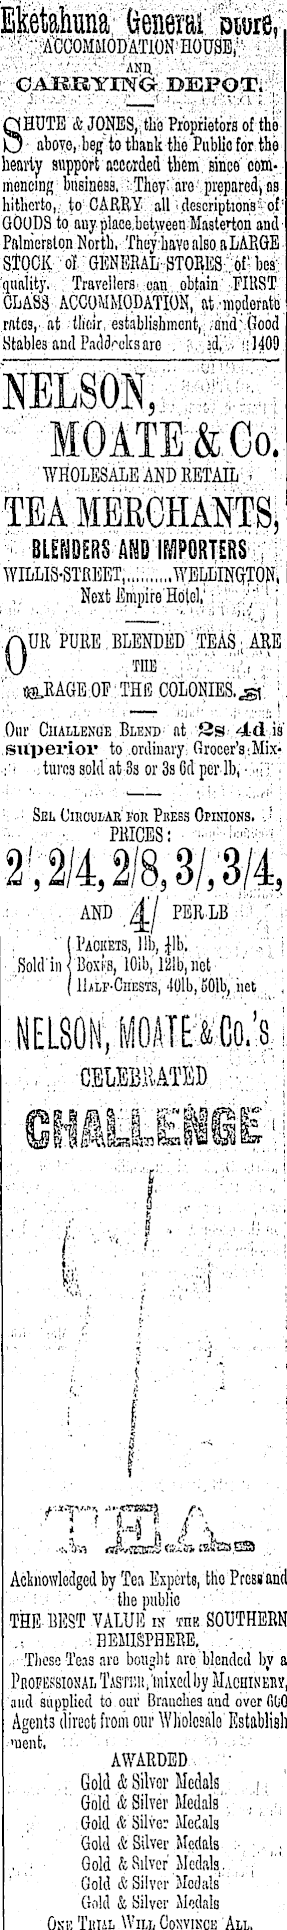 Eketahuna General Store,
ACCOMMODATION HOUSE,
AND
CARRYING DEPOT.
SHUTE & JONES, the Proprietors of the
above, beg to thank the Public for the
hearty support accorded them since com-
mencing business. They are prepared, as
hitherto, to CARRY all descriptions of
GOODS to any place between Masterton and
Palmerston North. They have also a LARGE
STOCK of GENERAL STORES of bes
quality. Travellers can obtain FIRST
CLASS ACCOMMODATION, at moderate
rates, at their establishment, and Good
Stables and Paddocks are ed. 1409
NELSON,
MOATE & Co.
WHOLESALE AND RETAIL
TEA MERCHANTS,
BLENDERS AND IMPORTERS
WILLIS-STREET,..........WELLINGTON,
Next Empire Hotel,
OUR PURE BLENDED TEAS ARE
THE
RAGE OF THE COLONIES.
Our CHALLENGE BLEND at 2s 4d is
superior to ordinary Grocer's Mix-
tures sold at 3s or 3s 6d per lb,
SEE CIRCULAR FOR PRESS OPINIONS.
PRICES:
2/, 2/4, 2/8, 3/, 3/4,
AND 4/ PER LB
Sold in { PACKETS, 1lb, ½lb.
BOXES, 10lb, 12lb, net
HALF-CHESTS, 40lb, 50lb, net
NELSON, MOATE & CO.'S
CELEBRATED
CHALLENGE
TEA.
Acknowledged by Tea Experts, the Press and
the public
THE BEST VALUE IN THE SOUTHERN
HEMISPHERE.
These Teas are bought are blended by a
PROFESSIONAL TASTER, mixed by MACHINERY,
and supplied to our Branches and over 600
Agents direct from our Wholesale Establish
ment.
AWARDED
Gold & Silver Medals
Gold & Silver Medals
Gold & Silver Medals
Gold & Silver Medals
Gold & Silver Medals
Gold & Silver Medals
Gold & Silver Medals
ONE TRIAL WILL CONVINCE ALL.